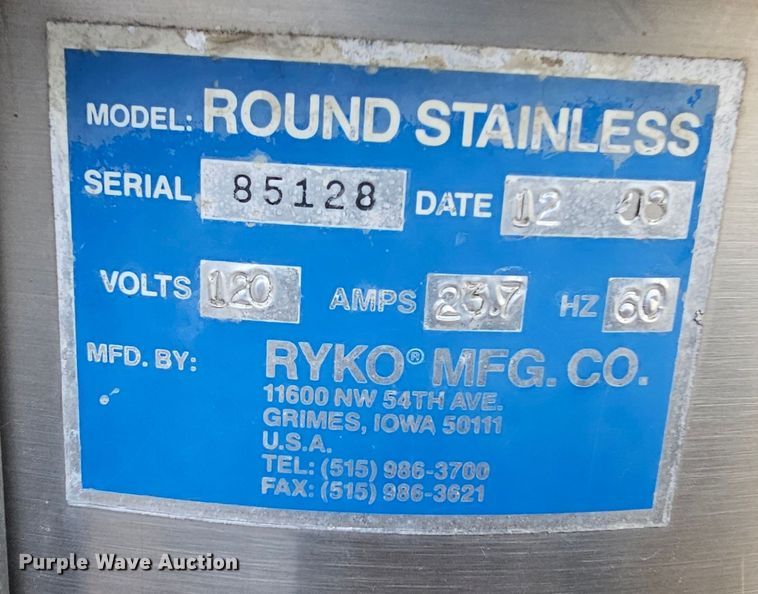 MODEL: ROUND STAINLESS
SERIAL 85128 DATE 12 03
VOLTS 120 AMPS 23.7 HZ 60
MFD. BY: RYKO® MFG. CO.
11600 NW 54TH AVE.
GRIMES, IOWA 50111
U.S.A.
TEL: (515) 986-3700
FAX: (515) 986-3621
Purple Wave Auction